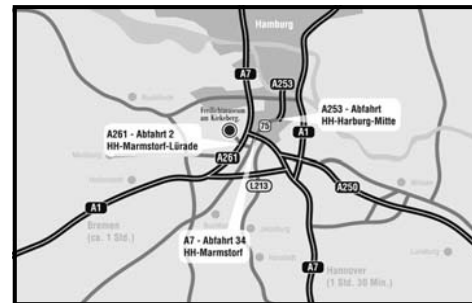 Hamburg
A7
A253
Freilichtmuseum
am Kiekeberg
75
A253 - Abfahrt
HH-Harburg-Mitte
A1
A261 - Abfahrt 2
HH-Marmstorf-Lürade
A261
L213
A250
A1
Bremen
(ca. 1 Std.)
A7 - Abfahrt 34
HH-Marmstorf
A7
Hannover
(1 Std. 30 Min.)